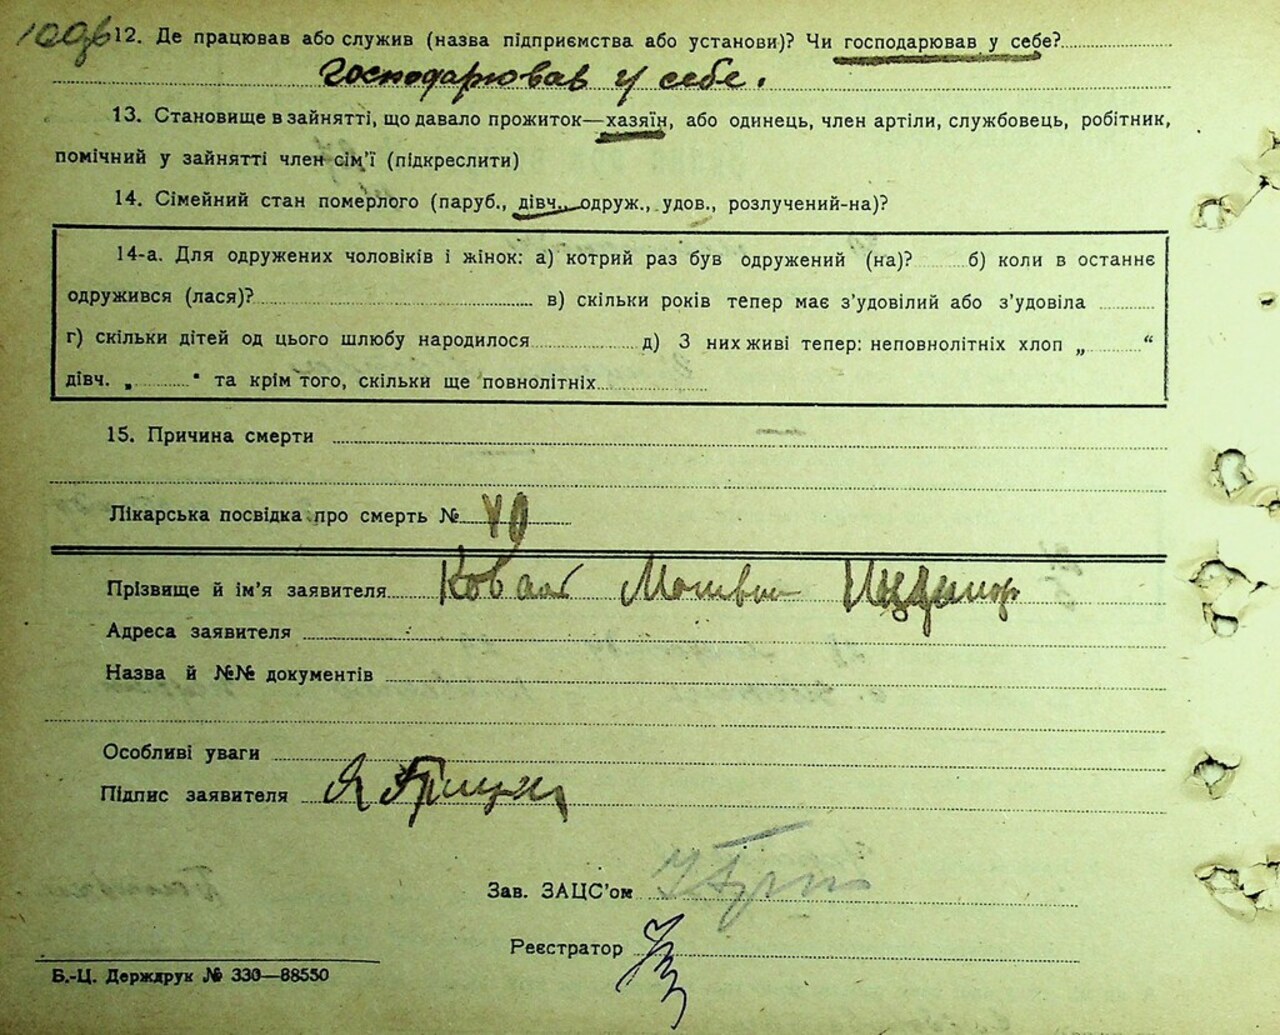 12. Де працював або служив (назва підприємства або установи)? Чи господарював у себе?
Господарював у себе.
13. Становище в зайнятті, що давало прожиток—хазяїн, або одинець, член артіли, службовець, робітник,
помічний у зайнятті член сім'ї (підкреслити)
14. Сімейний стан померлого (паруб., дівч., одруж., удов., розлучений-на)?
14-а. Для одружених чоловіків і жінок: а) котрий раз був одружений (на)? б) коли в останнє
одружився (лася)? в) скільки років тепер має з'удовілий або з'удовіла
г) скільки дітей од цього шлюбу народилося д) З них живі тепер: неповнолітніх хлоп „ “
дівч. „ “ та крім того, скільки ще повнолітніх
15. Причина смерти
Лікарська посвідка про смерть № 40
Прізвище й ім'я заявителя
Адреса заявителя
Назва й №№ документів
Особливі уваги
Підпис заявителя
Зав. ЗАЦС'ом
Реєстратор
Б.-Ц. Держдрук № 330—88550